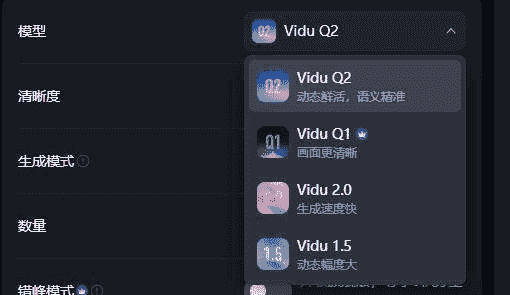 模型
Q2 Vidu Q2
Q2 Vidu Q2
动态鲜活，语义精准
清晰度
Q1 Vidu Q1
画面更清晰
生成模式
Vidu 2.0
生成速度快
数量
1.5 Vidu 1.5
动态幅度大
错峰模式